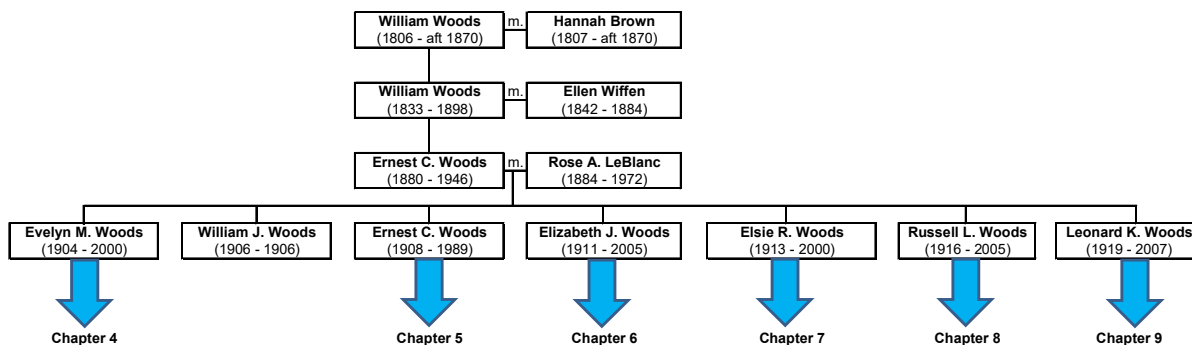 William Woods
(1806 - aft 1870)
m.
Hannah Brown
(1807 - aft 1870)
William Woods
(1833 - 1898)
m.
Ellen Wiffen
(1842 - 1884)
Ernest C. Woods
(1880 - 1946)
m.
Rose A. LeBlanc
(1884 - 1972)
Evelyn M. Woods
(1904 - 2000)
William J. Woods
(1906 - 1906)
Ernest C. Woods
(1908 - 1989)
Elizabeth J. Woods
(1911 - 2005)
Elsie R. Woods
(1913 - 2000)
Russell L. Woods
(1916 - 2005)
Leonard K. Woods
(1919 - 2007)
Chapter 4
Chapter 5
Chapter 6
Chapter 7
Chapter 8
Chapter 9